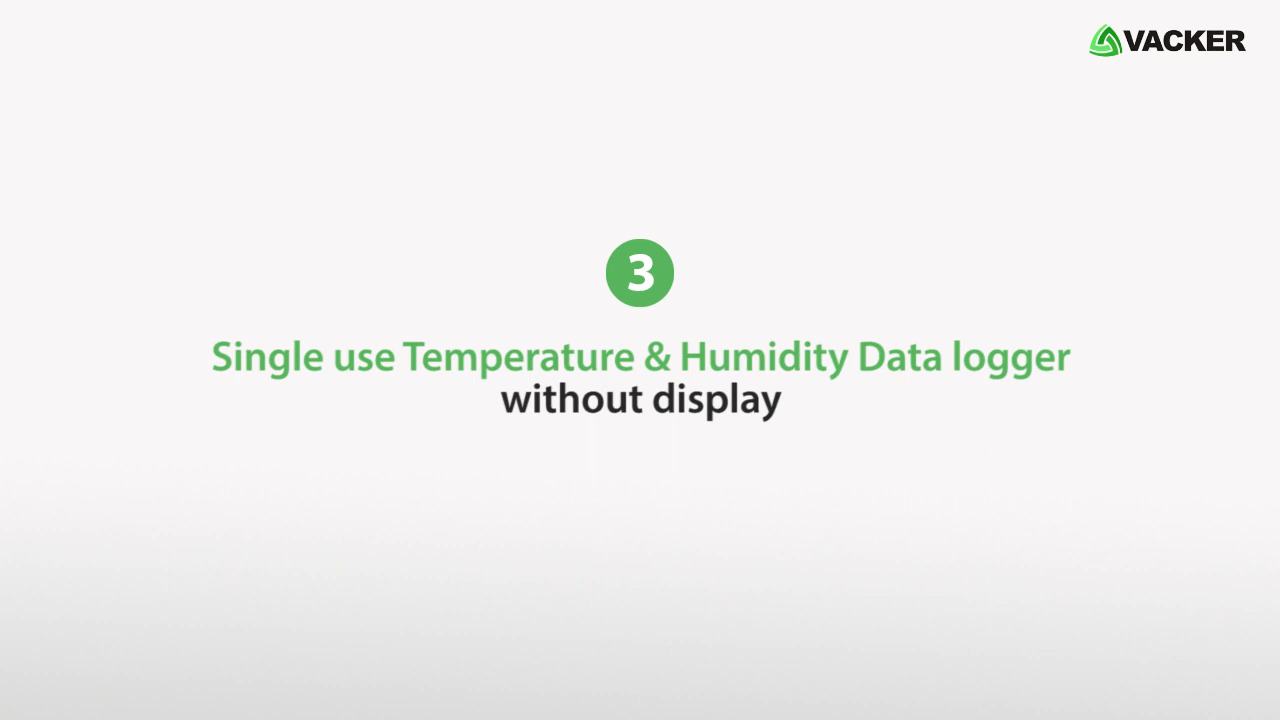 VACKER
3
Single use Temperature & Humidity Data logger
without display